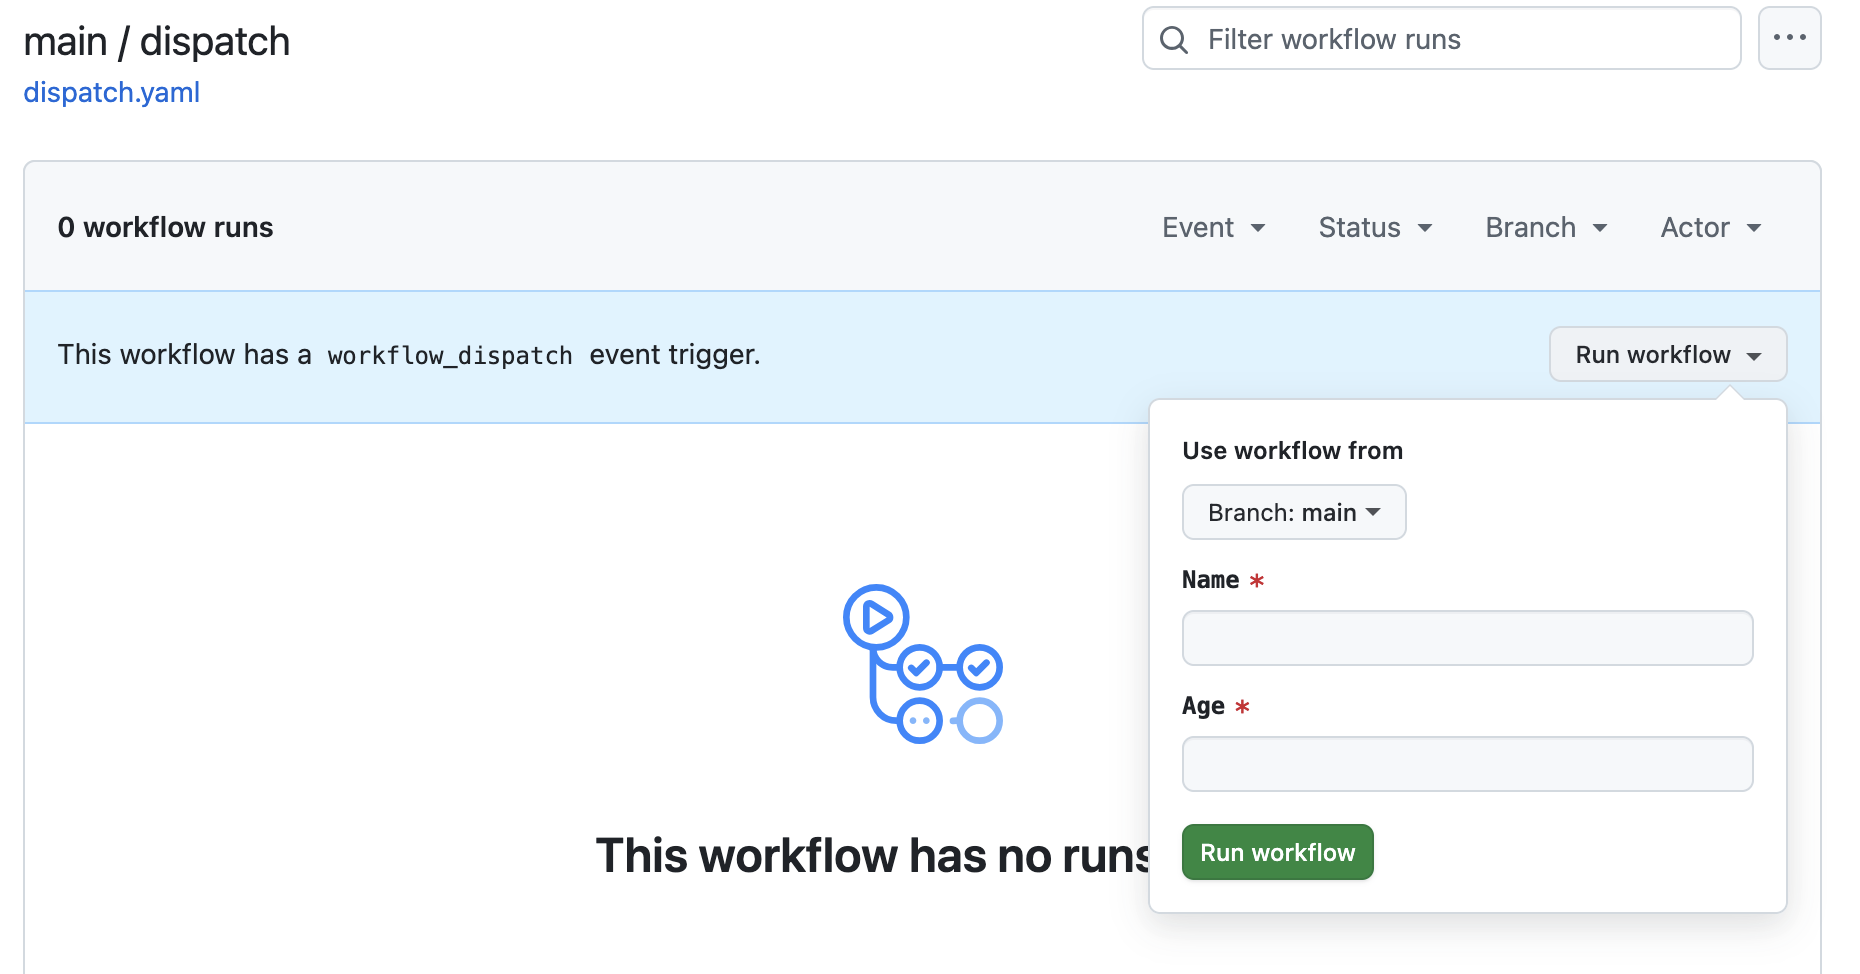 main / dispatch
Filter workflow runs
dispatch.yaml
0 workflow runs
Event
Status
Branch
Actor
This workflow has a workflow_dispatch event trigger.
Run workflow
Use workflow from
Branch: main
Name *
Age *
Run workflow
This workflow has no runs